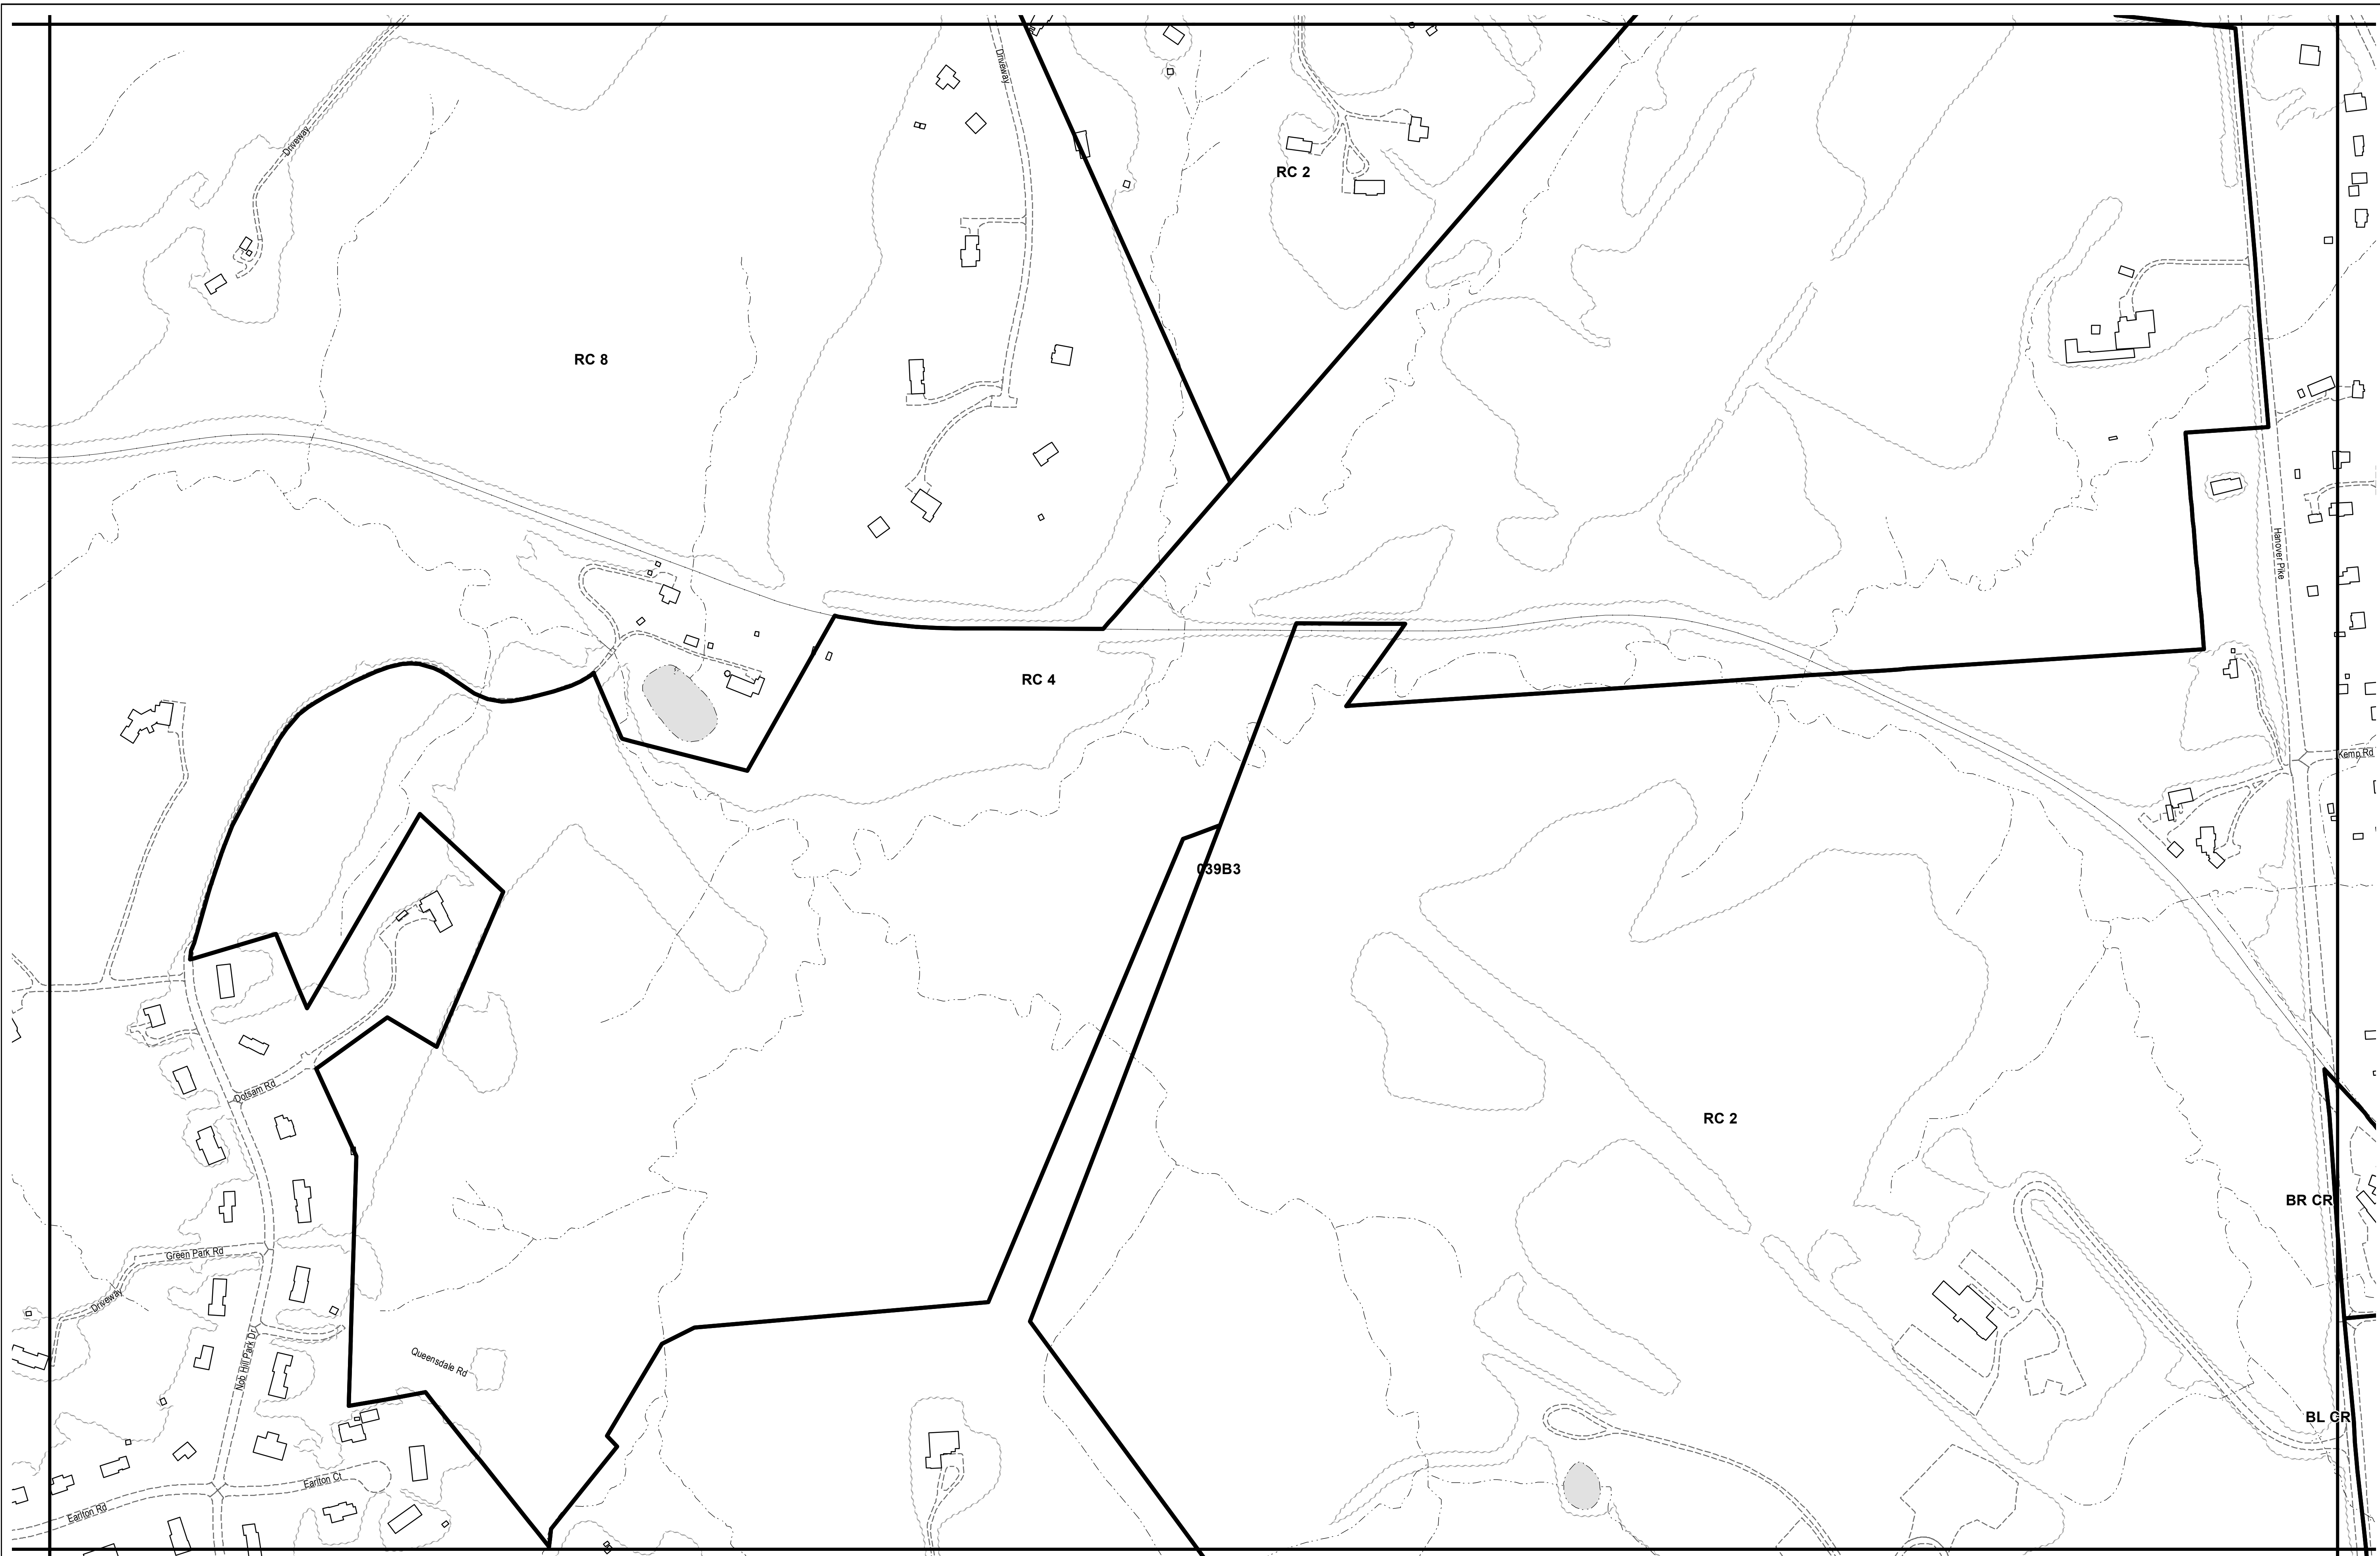 Driveway
Driveway
RC 2
RC 8
Hanover Pike
RC 4
Kemp Rd
039B3
Dotsam Rd
RC 2
BR CR
Green Park Rd
Driveway
Nob Hill Park Dr
Queensdale Rd
BL CR
Earlton Ct
Earlton Rd